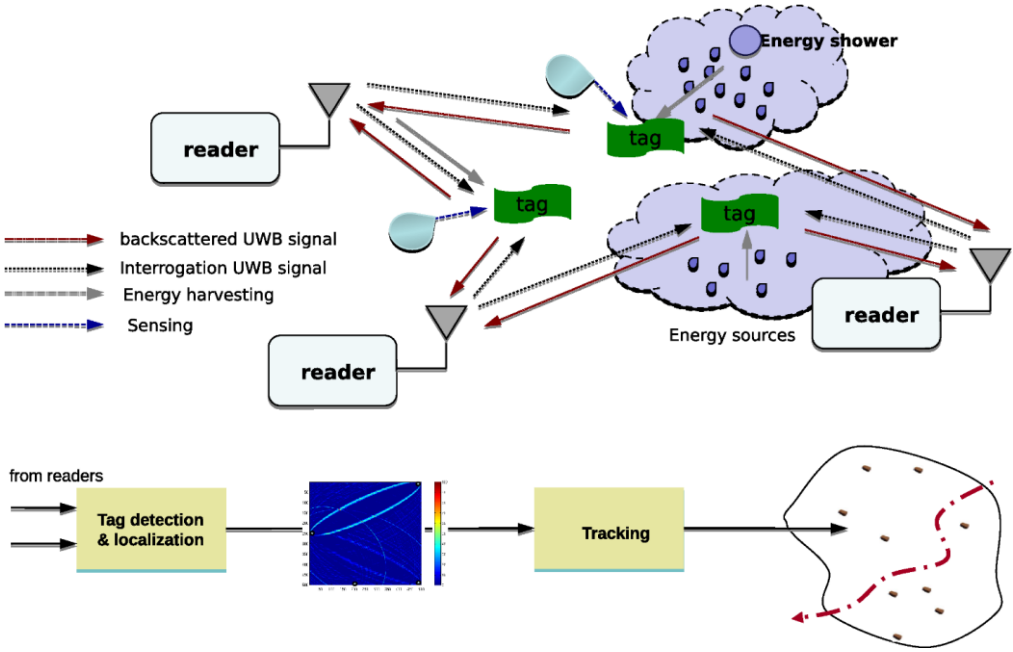 Energy shower
tag
reader
tag
tag
backscattered UWB signal
Interrogation UWB signal
Energy harvesting
Sensing
reader
Energy sources
reader
from readers
Tag detection
& localization
Tracking